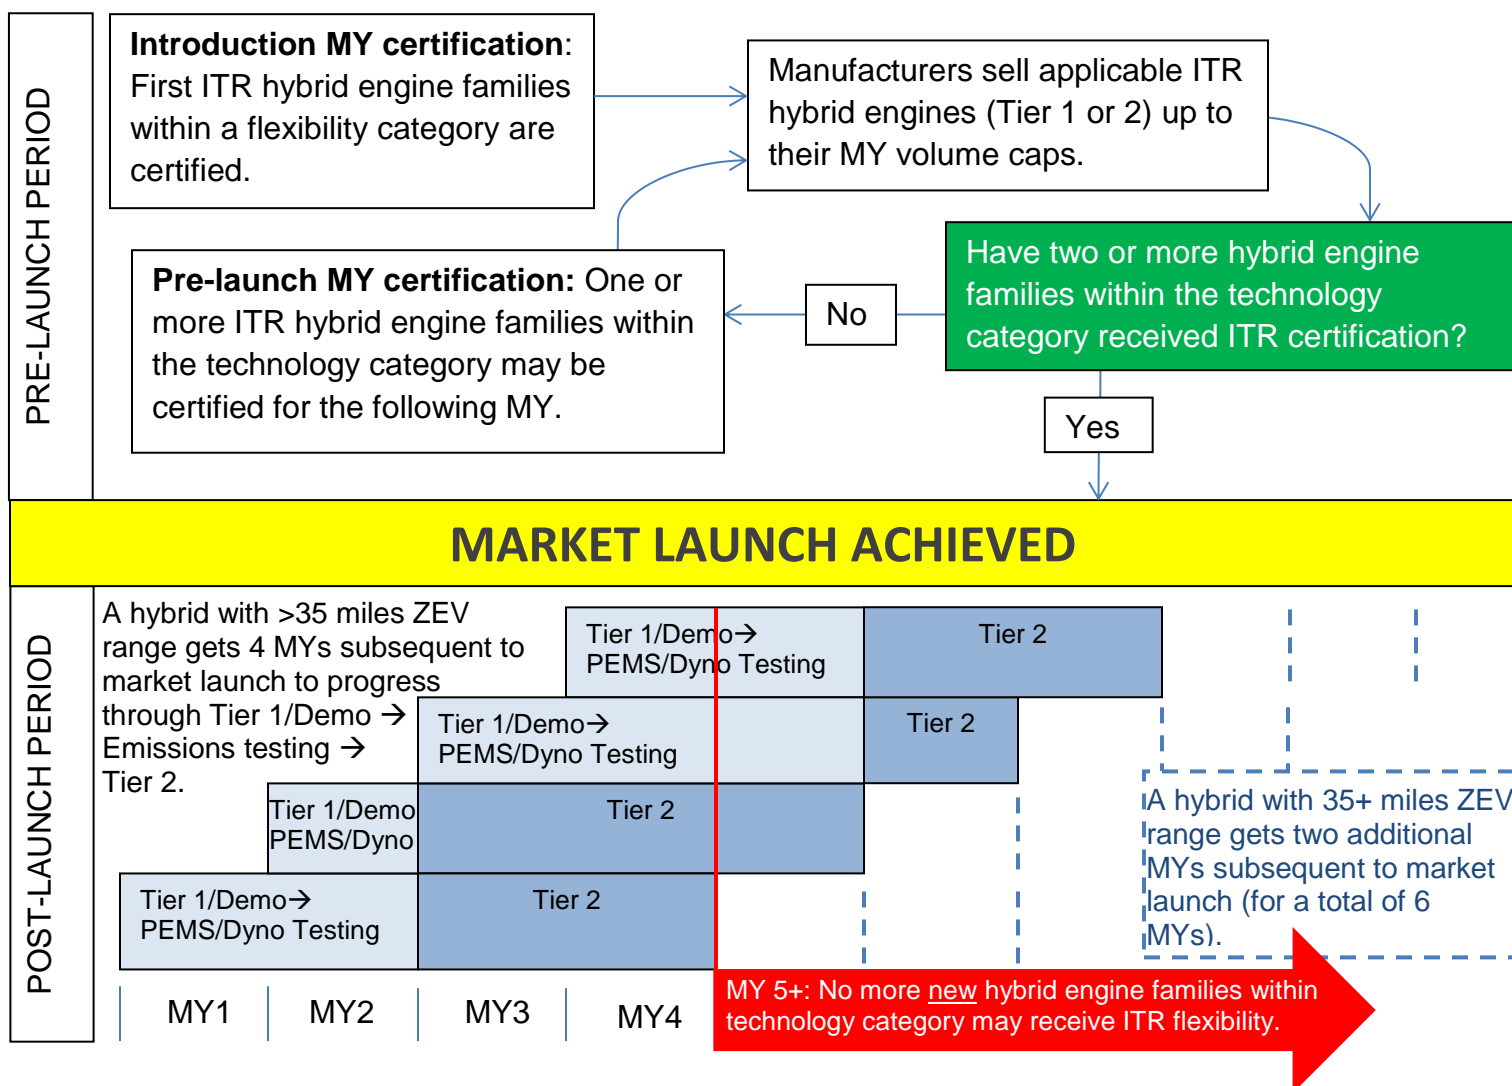 PRE-LAUNCH PERIOD
Introduction MY certification:
First ITR hybrid engine families
within a flexibility category are
certified.
Manufacturers sell applicable ITR
hybrid engines (Tier 1 or 2) up to
their MY volume caps.
Pre-launch MY certification: One or
more ITR hybrid engine families within
the technology category may be
certified for the following MY.
No
Have two or more hybrid engine
families within the technology
category received ITR certification?
Yes
MARKET LAUNCH ACHIEVED
POST-LAUNCH PERIOD
A hybrid with >35 miles ZEV
range gets 4 MYs subsequent to
market launch to progress
through Tier 1/Demo →
Emissions testing →
Tier 2.
Tier 1/Demo→
PEMS/Dyno Testing
Tier 2
Tier 1/Demo→
PEMS/Dyno Testing
Tier 2
Tier 1/Demo
PEMS/Dyno
Tier 2
Tier 1/Demo→
PEMS/Dyno Testing
Tier 2
A hybrid with 35+ miles ZEV
range gets two additional
MYs subsequent to market
launch (for a total of 6
MYs).
MY1
MY2
MY3
MY4
MY 5+: No more new hybrid engine families within
technology category may receive ITR flexibility.